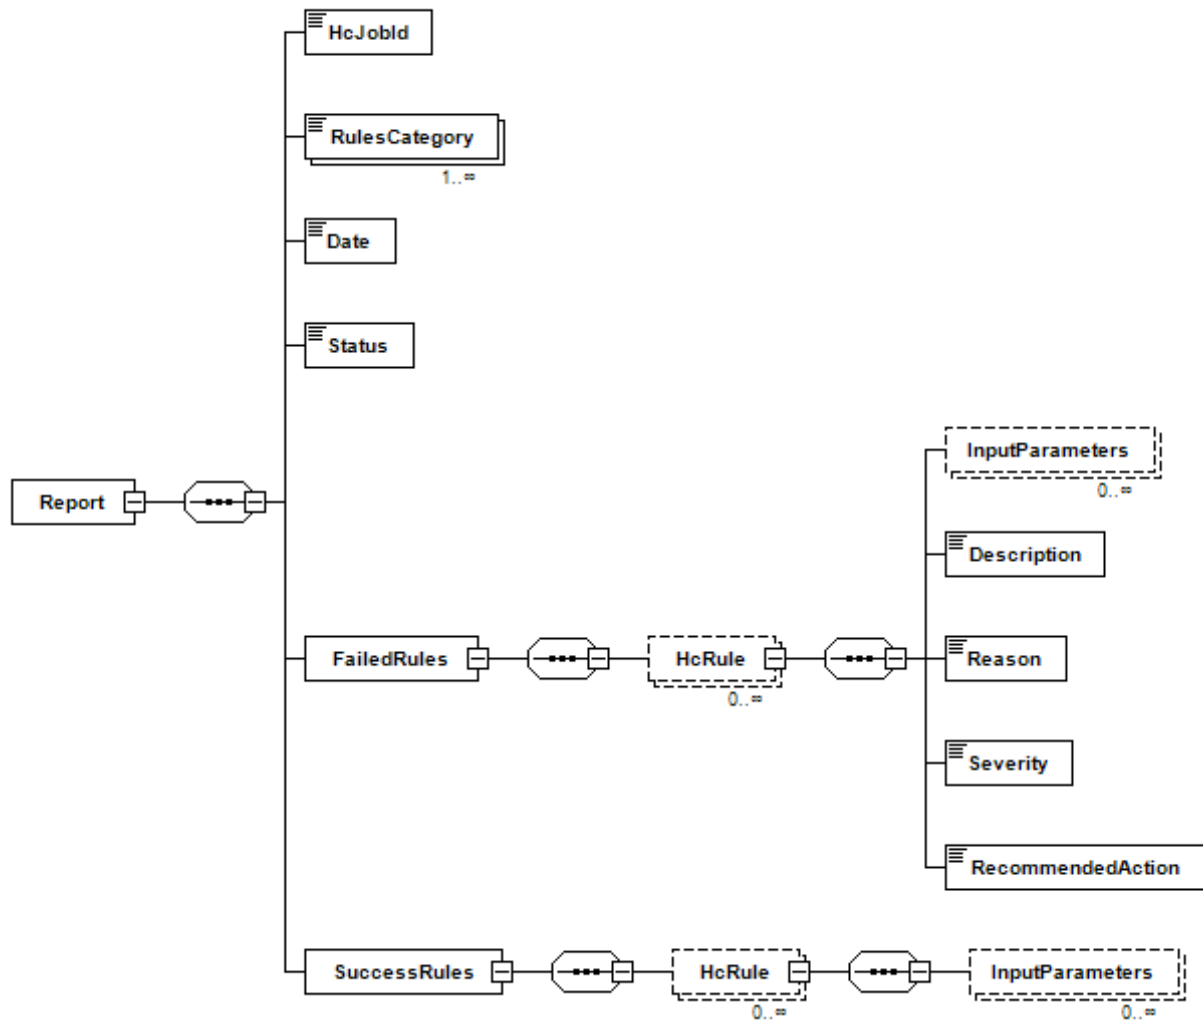 HcJobId
RulesCategory
1..∞
Date
Status
InputParameters
0..∞
Report
Description
FailedRules
HcRule
0..∞
Reason
Severity
RecommendedAction
SuccessRules
HcRule
0..∞
InputParameters
0..∞